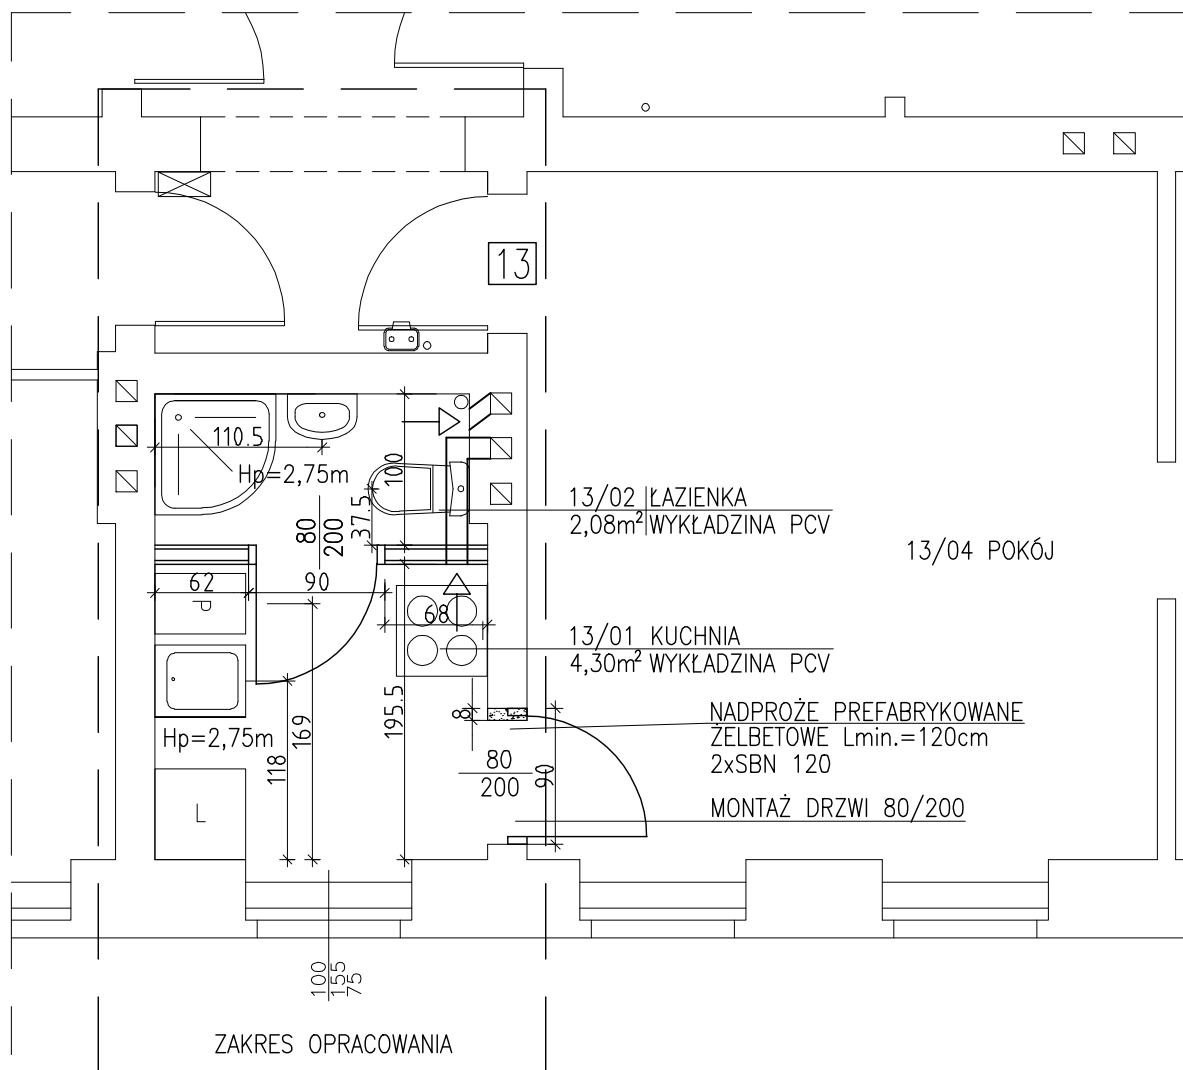 13
110.5
Hp=2,75m
100
37.5
80
200
13/02 ŁAZIENKA
2,08m² WYKŁADZINA PCV
13/04 POKÓJ
62
90
P
68
13/01 KUCHNIA
4,30m² WYKŁADZINA PCV
195.5
169
118
8
NADPROŻE PREFABRYKOWANE
ŻELBETOWE Lmin.=120cm
2xSBN 120
Hp=2,75m
80
200
90
L
MONTAŻ DRZWI 80/200
100
155
75
ZAKRES OPRACOWANIA